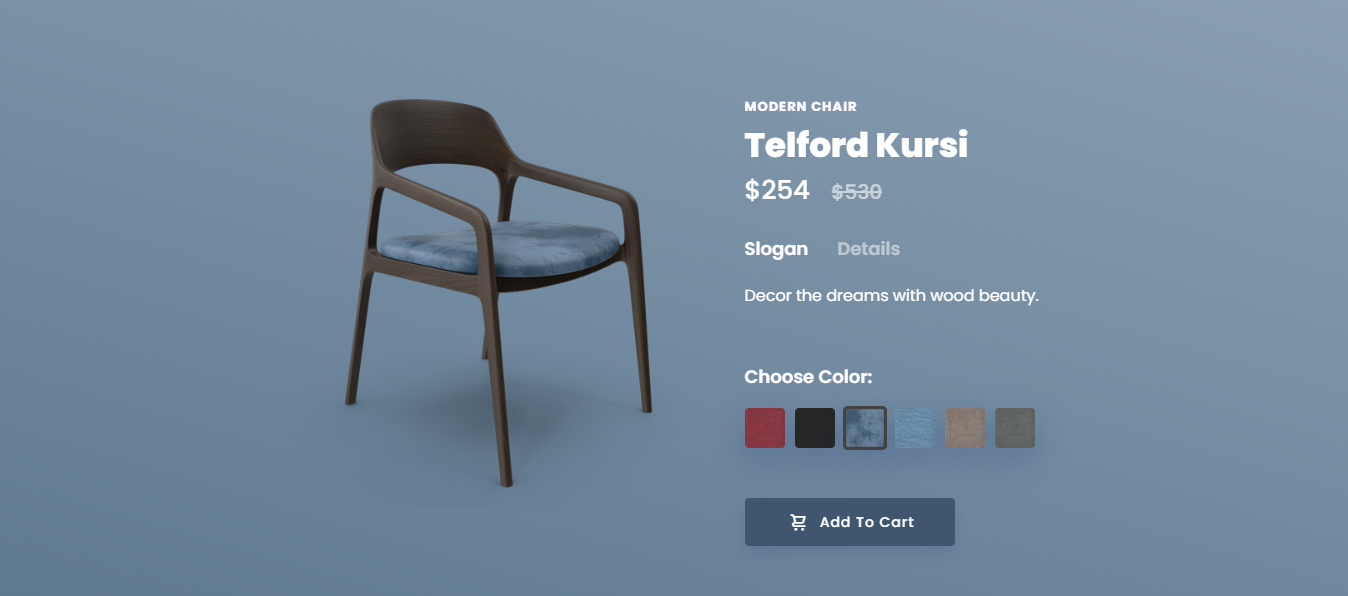 MODERN CHAIR
Telford Kursi
$254 $530
Slogan Details
Decor the dreams with wood beauty.
Choose Color:
Add To Cart